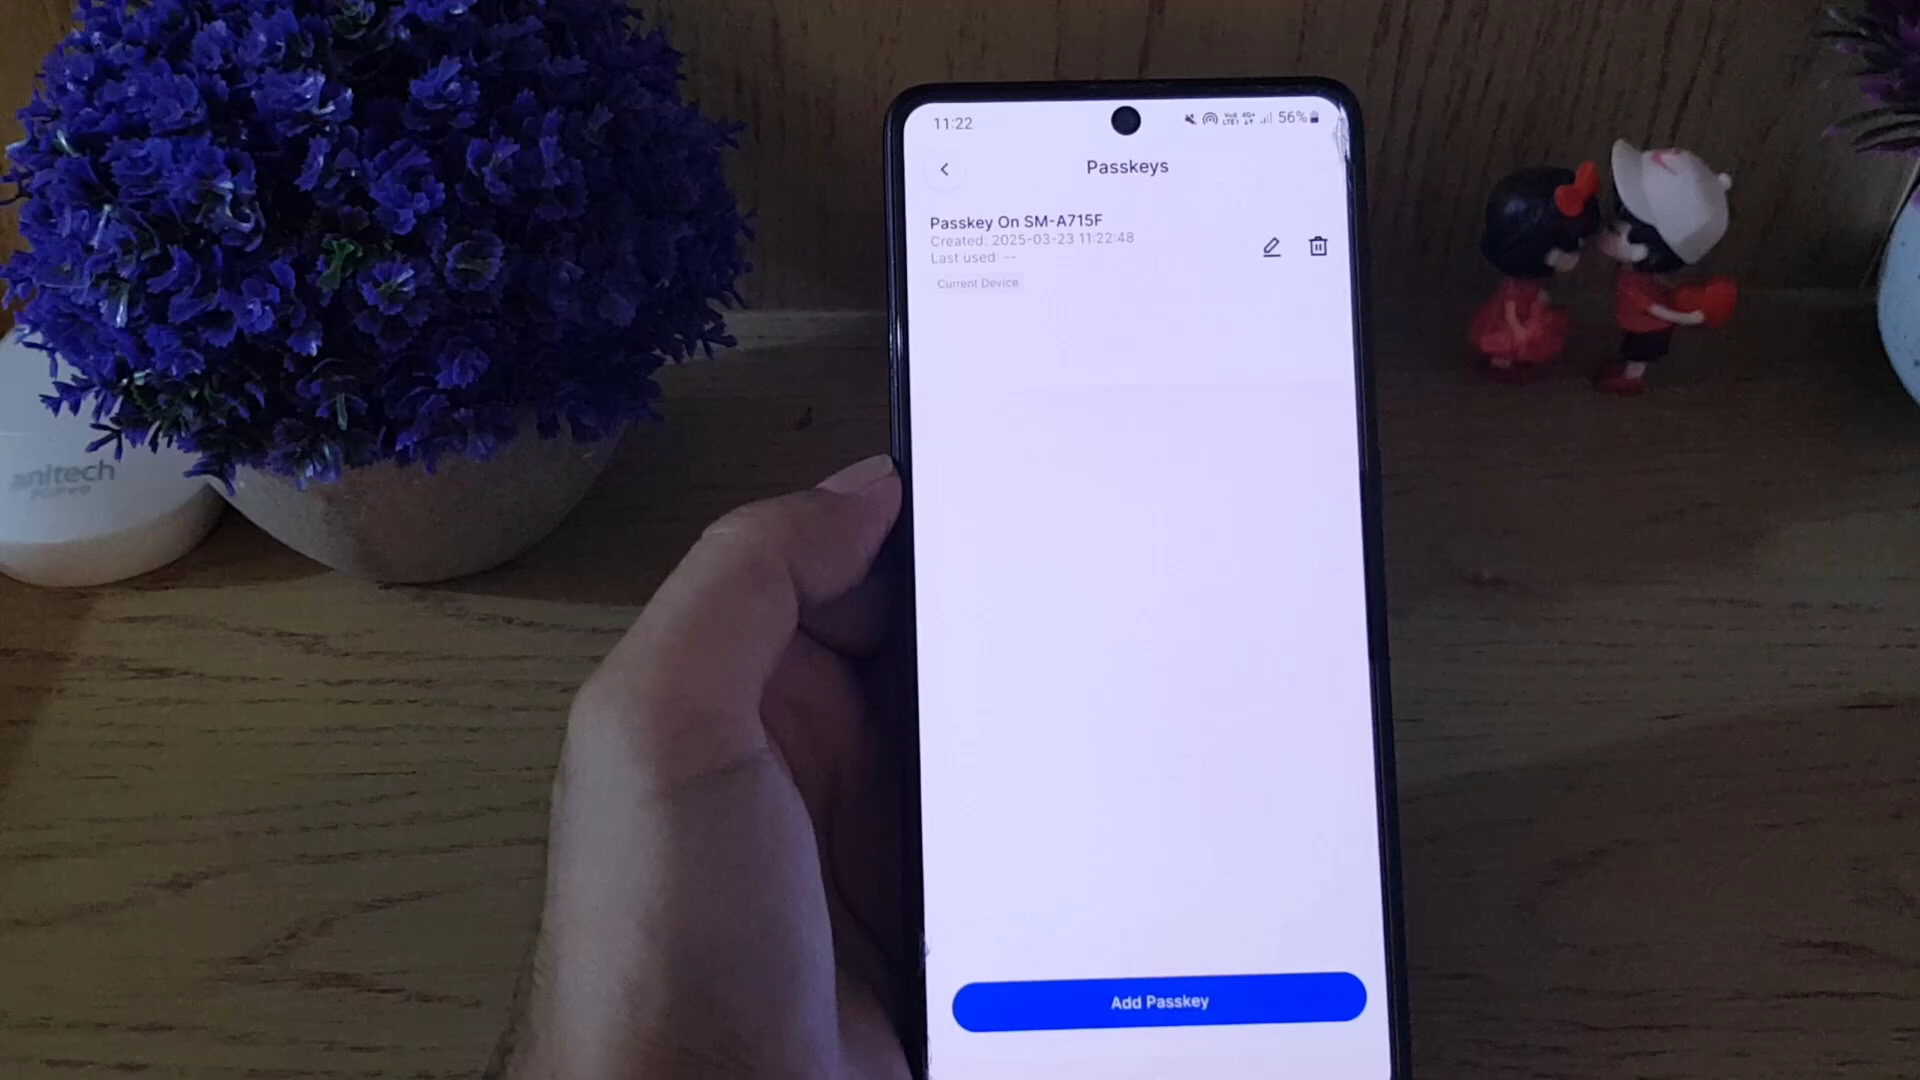 11:22
56%
Passkeys
Passkey On SM-A715F
Created: 2025-03-23 11:22:48
Last used: --
Current Device
Add Passkey
anitech